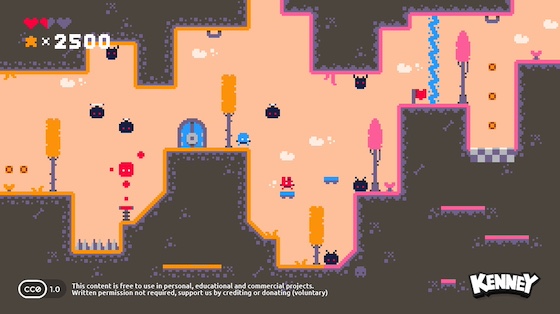 ×2500
CC0 1.0
This content is free to use in personal, educational and commercial projects.
Written permission not required, support us by crediting or donating (voluntary)
KENNEY